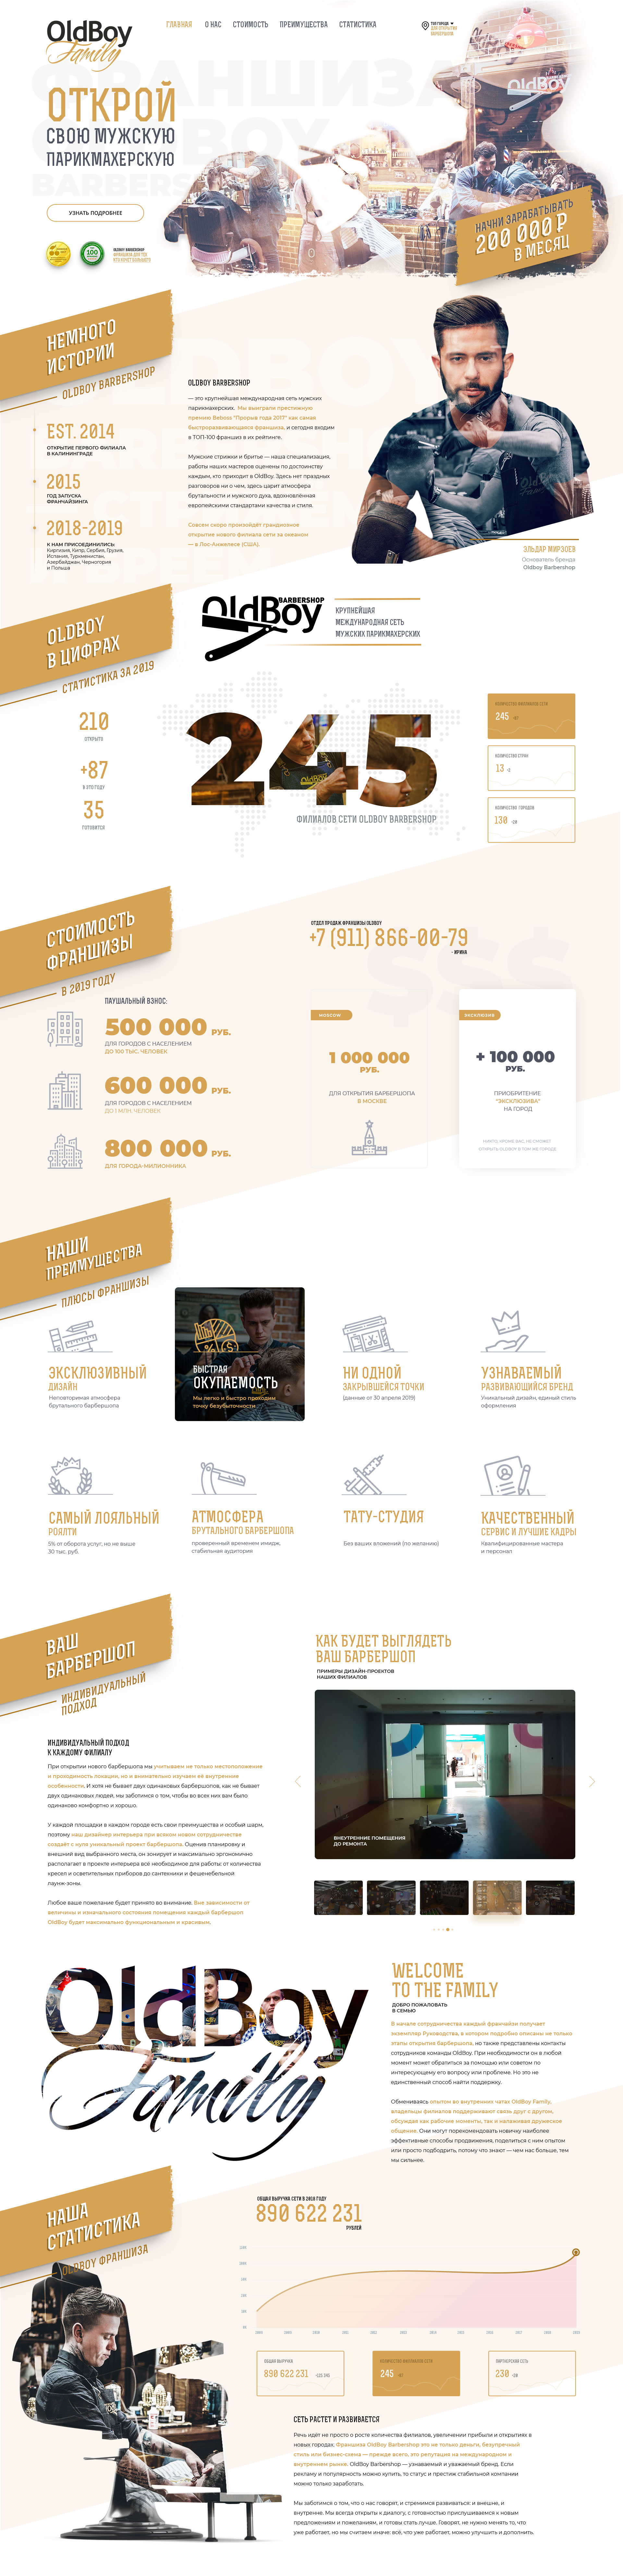 OldBoy
Family
ГЛАВНАЯ О НАС СТОИМОСТЬ ПРЕИМУЩЕСТВА СТАТИСТИКА
ОТКРОЙ
СВОЮ МУЖСКУЮ
ПАРИКМАХЕРСКУЮ
УЗНАТЬ ПОДРОБНЕЕ
OldBoy
НАЧНИ ЗАРАБАТЫВАТЬ
200 000 ₽
В МЕСЯЦ
НЕМНОГО
ИСТОРИИ
OLDBOY BARBERSHOP
EST. 2014
ОТКРЫТИЕ ПЕРВОГО ФИЛИАЛА
В КАЛИНИНГРАДЕ
2015
ГОД ЗАПУСКА
ФРАНЧАЙЗИНГА
2018-2019
К НАМ ПРИСОЕДИНИЛИСЬ:
Киргизия, Кипр, Сербия, Грузия,
Испания, Туркменистан,
Азербайджан, Черногория
и Польша
OLDBOY BARBERSHOP
— это крупнейшая международная сеть мужских
парикмахерских. Мы выиграли престижную
премию Beboss "Прорыв года 2017" как самая
быстроразвивающаяся франшиза, и сегодня входим
в ТОП-100 франшиз в их рейтинге.
Мужские стрижки и бритье — наша специализация,
работы наших мастеров оценены по достоинству
каждым, кто приходит в OldBoy. Здесь нет праздных
разговоров ни о чем, здесь царит атмосфера
брутальности и мужского духа, вдохновлённая
европейскими стандартами качества и стиля.
Совсем скоро произойдёт грандиозное
открытие нового филиала сети за океаном
— в Лос-Анжелесе (США).
ЭЛЬДАР МИРЗОЕВ
Основатель бренда
Oldboy Barbershop
OLDBOY
В ЦИФРАХ
СТАТИСТИКА ЗА 2019
OldBoy
BARBERSHOP
КРУПНЕЙШАЯ
МЕЖДУНАРОДНАЯ СЕТЬ
МУЖСКИХ ПАРИКМАХЕРСКИХ
210
ОТКРЫТО
+87
В ЭТО ГОДУ
35
ГОТОВИТСЯ
245
ФИЛИАЛОВ СЕТИ OLDBOY BARBERSHOP
245
КОЛИЧЕСТВО СТРАН
13
КОЛИЧЕСТВО ГОРОДОВ
130
СТОИМОСТЬ
ФРАНШИЗЫ
В 2019 ГОДУ
ОТДЕЛ ПРОДАЖ ФРАНШИЗЫ OLDBOY
+7 (911) 866-00-79
- ИРИНА
ПАУШАЛЬНЫЙ ВЗНОС:
500 000 РУБ.
ДЛЯ ГОРОДОВ С НАСЕЛЕНИЕМ
ДО 100 ТЫС. ЧЕЛОВЕК
600 000 РУБ.
ДЛЯ ГОРОДОВ С НАСЕЛЕНИЕМ
ДО 1 МЛН. ЧЕЛОВЕК
800 000 РУБ.
ДЛЯ ГОРОДА-МИЛИОННИКА
MOSCOW
1 000 000
РУБ.
ДЛЯ ОТКРЫТИЯ БАРБЕРШОПА
В МОСКВЕ
ЭКСКЛЮЗИВ
+ 100 000
РУБ.
ПРИОБРИТЕНИЕ
"ЭКСКЛЮЗИВА"
НА ГОРОД
НИКТО, КРОМЕ ВАС, НЕ СМОЖЕТ
ОТКРЫТЬ OLDBOY В ТОМ ЖЕ ГОРОДЕ
НАШИ
ПРЕИМУЩЕСТВА
ПЛЮСЫ ФРАНШИЗЫ
ЭКСКЛЮЗИВНЫЙ
ДИЗАЙН
Неповторимая атмосфера
брутального барбершопа
БЫСТРАЯ
ОКУПАЕМОСТЬ
Мы легко и быстро проходим
точку безубыточности
НИ ОДНОЙ
ЗАКРЫВШЕЙСЯ ТОЧКИ
(данные от 30 апреля 2019)
УЗНАВАЕМЫЙ
РАЗВИВАЮЩИЙСЯ БРЕНД
Уникальный дизайн, единый стиль
оформления
САМЫЙ ЛОЯЛЬНЫЙ
РОЯЛТИ
5% от оборота услуг, но не выше
30 тыс. руб.
АТМОСФЕРА
БРУТАЛЬНОГО БАРБЕРШОПА
проверенный временем имидж,
стабильная аудитория
ТАТУ-СТУДИЯ
Без ваших вложений (по желанию)
КАЧЕСТВЕННЫЙ
СЕРВИС И ЛУЧШИЕ КАДРЫ
Квалифицированные мастера
и персонал
ВАШ
БАРБЕРШОП
ИНДИВИДУАЛЬНЫЙ
ПОДХОД
ИНДИВИДУАЛЬНЫЙ ПОДХОД
К КАЖДОМУ ФИЛИАЛУ
При открытии нового барбершопа мы учитываем не только местоположение
и проходимость локации, но и внимательно изучаем её внутренние
особенности. И хотя не бывает двух одинаковых барбершопов, как не бывает
двух одинаковых людей, мы заботимся о том, чтобы во всех них вам было
одинаково комфортно и хорошо.
У каждой площадки в каждом городе есть свои преимущества и особый шарм,
поэтому наш дизайнер интерьера при всяком новом сотрудничестве
создаёт с нуля уникальный проект барбершопа. Оценив планировку и
внешний вид выбранного места, он зонирует и максимально эргономично
располагает в проекте интерьера всё необходимое для работы: от количества
кресел и осветительных приборов до сантехники и фешенебельной
лаунж-зоны.
Любое ваше пожелание будет принято во внимание. Вне зависимости от
величины и изначального состояния помещения каждый барбершоп
OldBoy будет максимально функциональным и красивым.
КАК БУДЕТ ВЫГЛЯДЕТЬ
ВАШ БАРБЕРШОП
ПРИМЕРЫ ДИЗАЙН-ПРОЕКТОВ
НАШИХ ФИЛИАЛОВ
ВНУТРЕННИЕ ПОМЕЩЕНИЯ
ДО РЕМОНТА
OldBoy
Family
WELCOME
TO THE FAMILY
ДОБРО ПОЖАЛОВАТЬ
В СЕМЬЮ
В начале сотрудничества каждый франчайзи получает
экземпляр Руководства, в котором подробно описаны не только
этапы открытия барбершопа, но также представлены контакты
сотрудников команды OldBoy. При необходимости он в любой
момент может обратиться за помощью или советом по
интересующему его вопросу или проблеме. Но это не
единственный способ найти поддержку.
Обмениваясь опытом во внутренних чатах OldBoy Family,
владельцы филиалов поддерживают связь друг с другом,
обсуждая как рабочие моменты, так и налаживая дружеское
общение. Они могут порекомендовать новичку наиболее
эффективные способы продвижения, поделиться с ним опытом
или просто подбодрить, потому что знают — чем нас больше, тем
мы сильнее.
НАША
СТАТИСТИКА
OLDBOY ФРАНШИЗА
ОБЩАЯ ВЫРУЧКА СЕТИ В 2018 ГОДУ
890 622 231
РУБЛЕЙ
ОБЩАЯ ВЫРУЧКА
890 622 231
245
ПАРТНЕРСКАЯ СЕТЬ
230
СЕТЬ РАСТЕТ И РАЗВИВАЕТСЯ
Речь идёт не просто о росте количества филиалов, увеличении прибыли и открытиях в
новых городах. Франшиза OldBoy Barbershop это не только деньги, безупречный
стиль или бизнес-схема — прежде всего, это репутация на международном и
внутреннем рынке. OldBoy Barbershop — узнаваемый и уважаемый бренд. Если
рекламу и популярность можно купить, то статус и престиж стабильной компании
можно только заработать.
Мы заботимся о том, что о нас говорят, и стремимся развиваться: и внешне, и
внутренне. Мы всегда открыты к диалогу, с готовностью прислушиваемся к новым
предложениям и пожеланиям, и готовы стать лучше. Говорят, не нужно менять то, что
уже работает, но мы считаем иначе: всё, что уже работает, можно улучшить и дополнить.